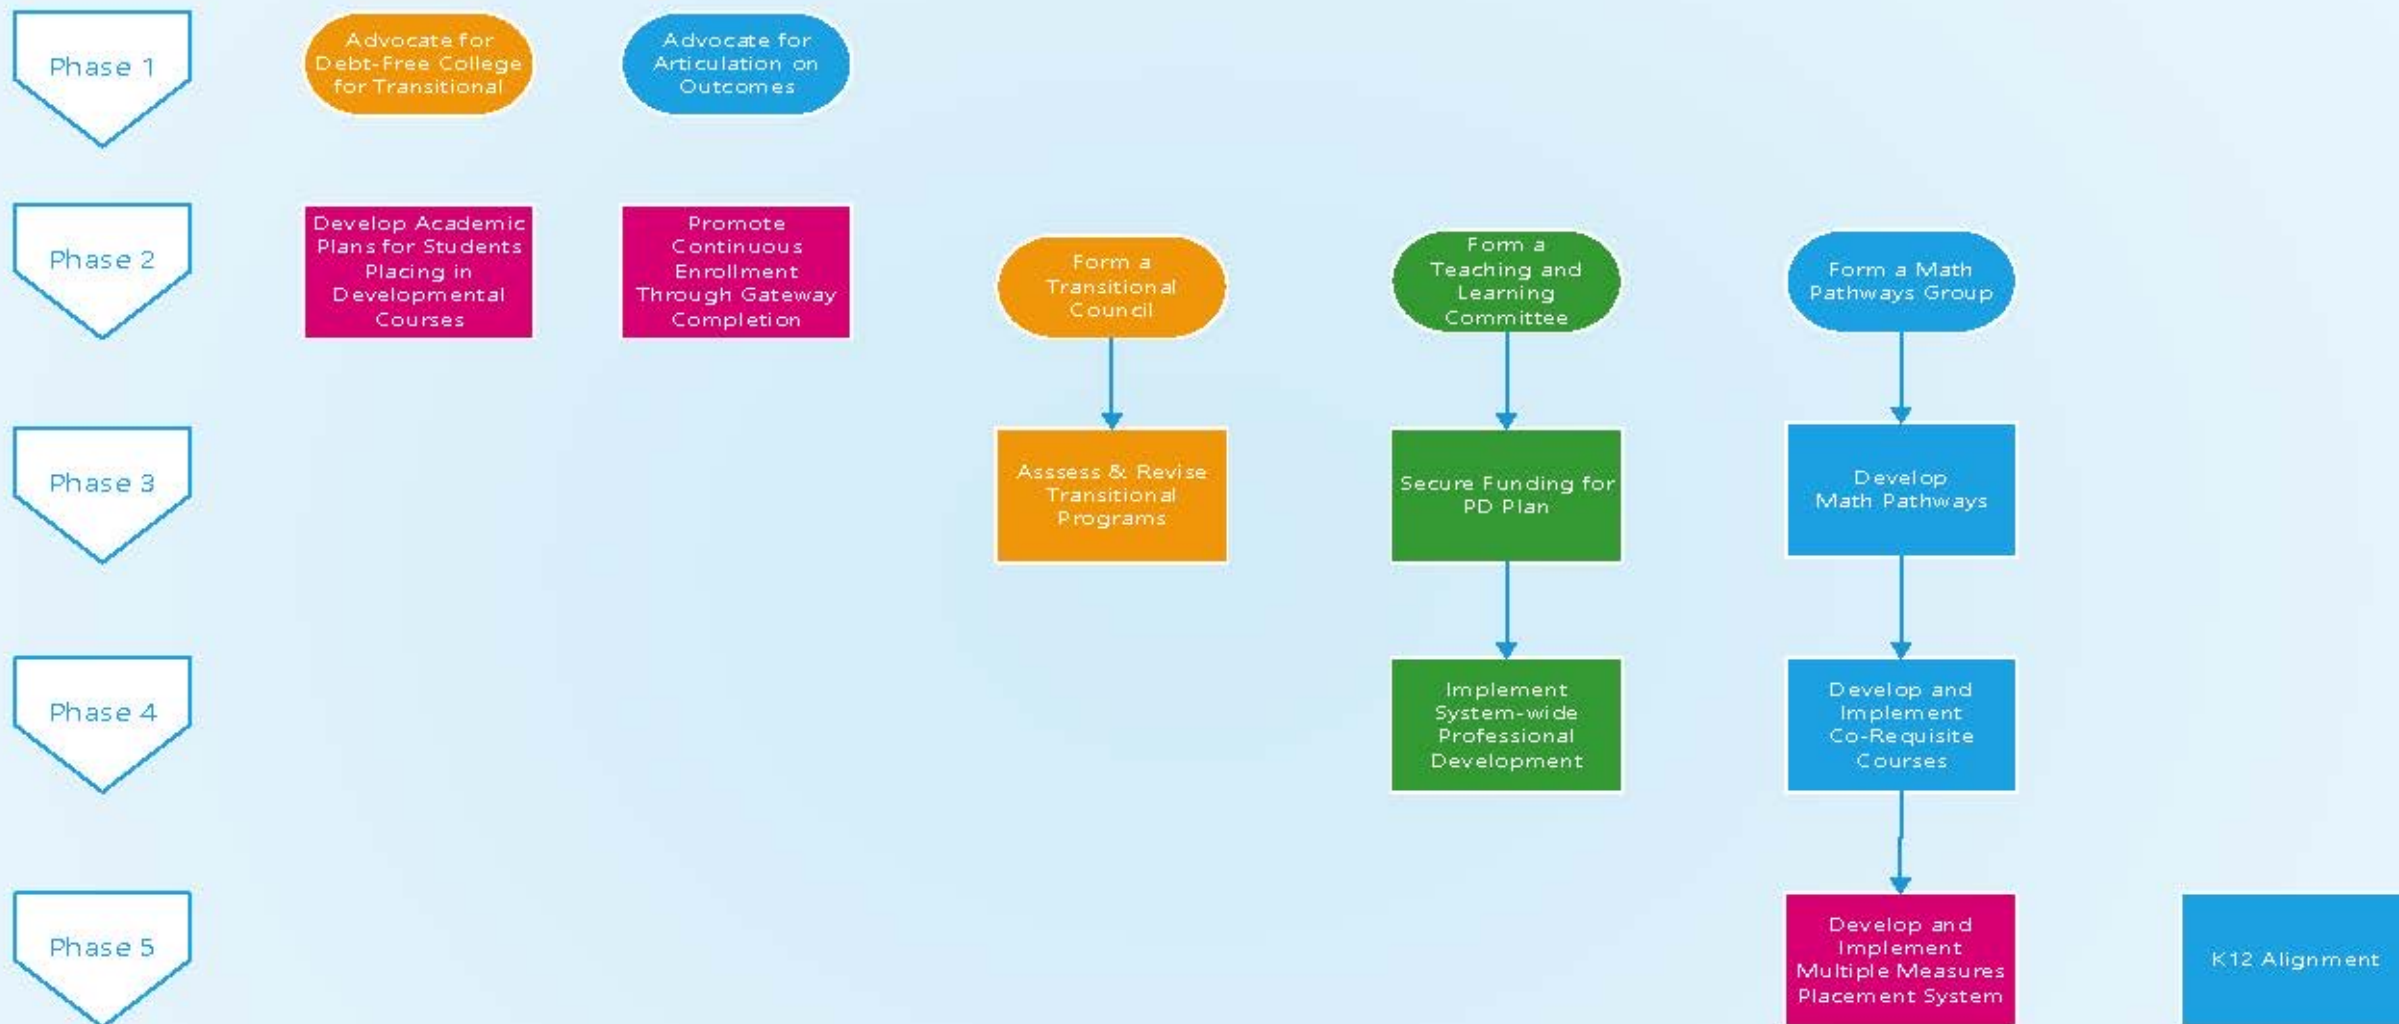 Phase 1
Advocate for
Debt-Free College
for Transitional
Advocate for
Articulation on
Outcomes
Phase 2
Develop Academic
Plans for Students
Placing in
Developmental
Courses
Promote
Continuous
Enrollment
Through Gateway
Completion
Form a
Transitional
Council
Form a
Teaching and
Learning
Committee
Form a Math
Pathways Group
Phase 3
Asssess & Revise
Transitional
Programs
Secure Funding for
PD Plan
Develop
Math Pathways
Phase 4
Implement
System-wide
Professional
Development
Develop and
Implement
Co-Requisite
Courses
Phase 5
Develop and
Implement
Multiple Measures
Placement System
K12 Alignment